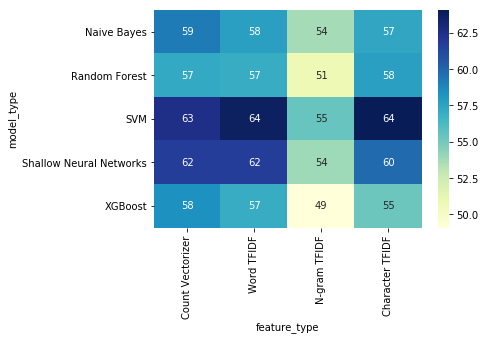 model_type
Naive Bayes 59 58 54 57
Random Forest 57 57 51 58
SVM 63 64 55 64
Shallow Neural Networks 62 62 54 60
XGBoost 58 57 49 55
Count Vectorizer
Word TFIDF
N-gram TFIDF
Character TFIDF
feature_type
62.5
60.0
57.5
55.0
52.5
50.0